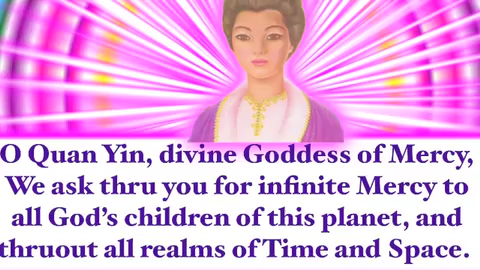 O Quan Yin, divine Goddess of Mercy,
We ask thru you for infinite Mercy to
all God's children of this planet, and
thruout all realms of Time and Space.